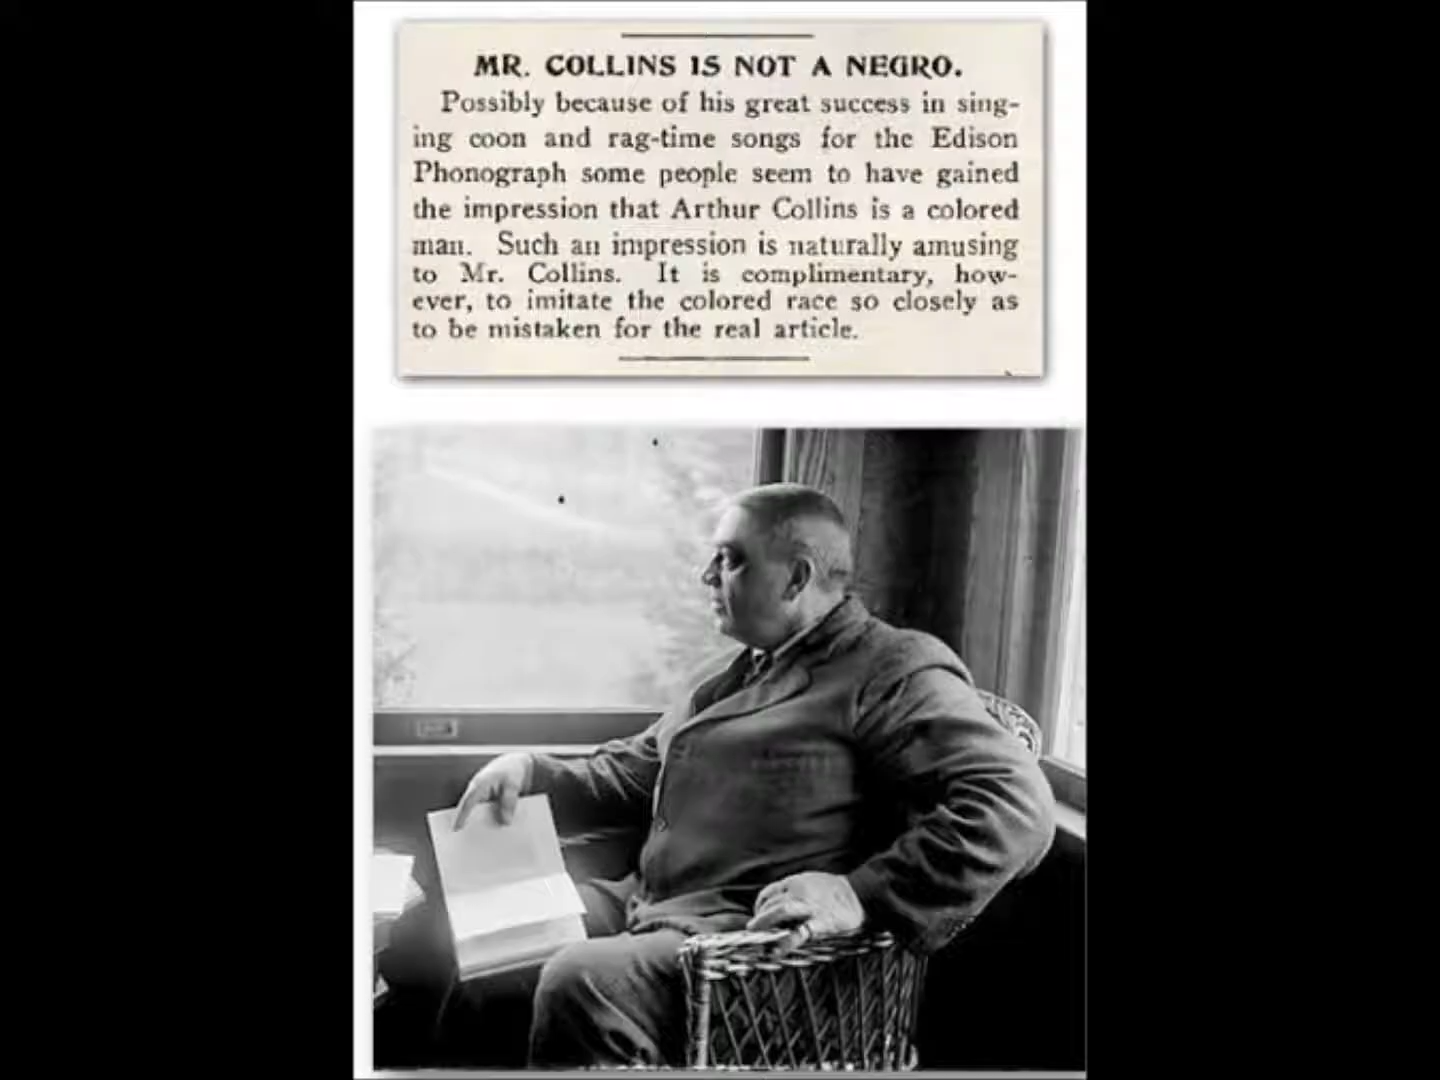 MR. COLLINS IS NOT A NEGRO.
Possibly because of his great success in sing-
ing coon and rag-time songs for the Edison
Phonograph some people seem to have gained
the impression that Arthur Collins is a colored
man. Such an impression is naturally amusing
to Mr. Collins. It is complimentary, how-
ever, to imitate the colored race so closely as
to be mistaken for the real article.